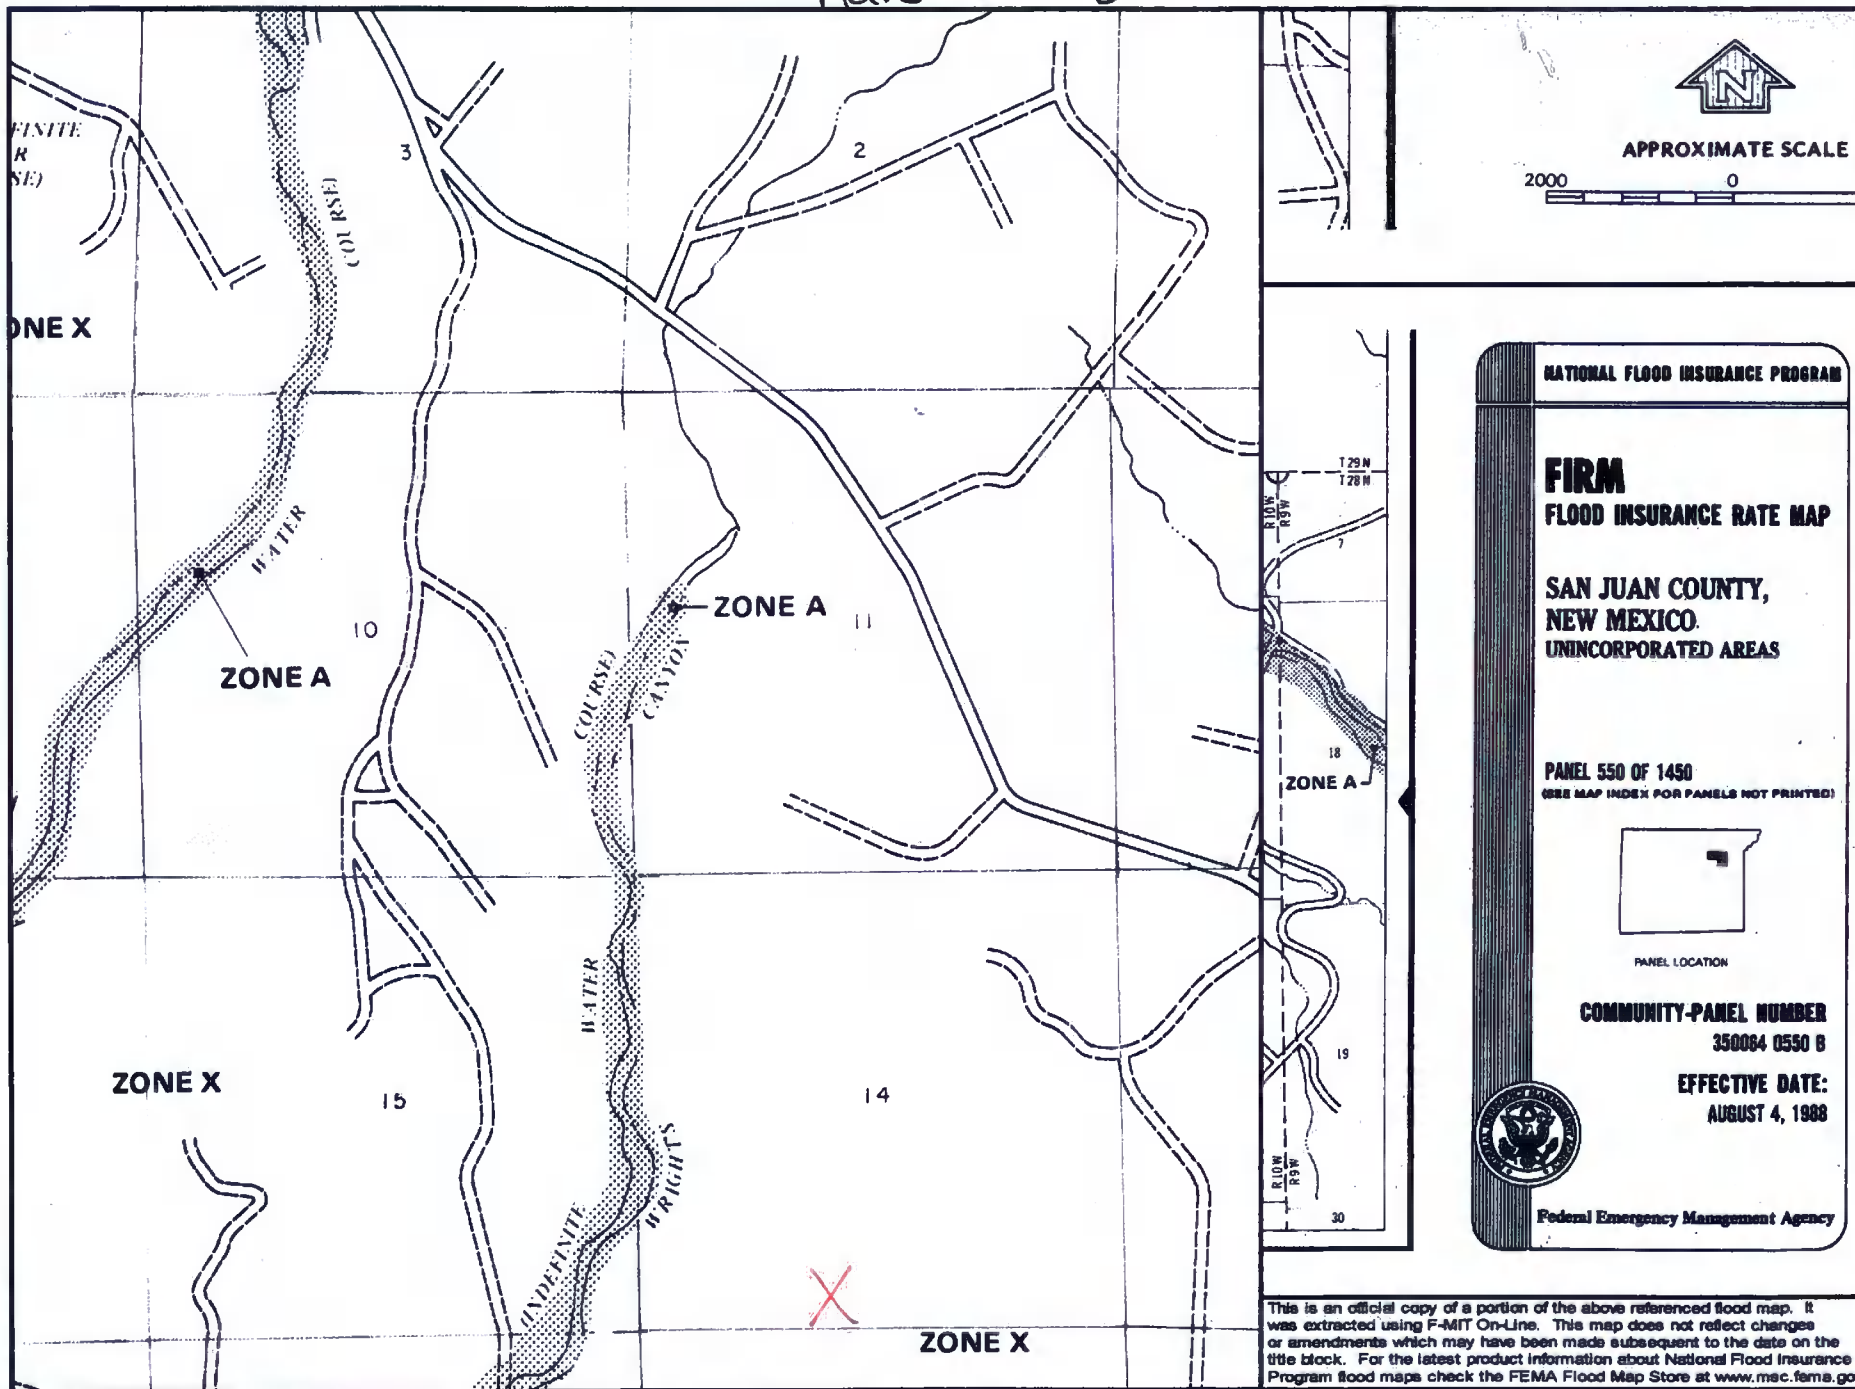 FINITE
R
SE)
3
2
COURSE)
ONE X
WATER
ZONE A
10
ZONE A
11
COURSE)
CANYON
WATER
ZONE X
15
14
WRIGHTS
(INDEFINITE
X
ZONE X
N
APPROXIMATE SCALE
2000 0
T 29 N
T 28 N
R10W
R9W
7
18
ZONE A
19
R10W
R9W
30
NATIONAL FLOOD INSURANCE PROGRAM
FIRM
FLOOD INSURANCE RATE MAP
SAN JUAN COUNTY,
NEW MEXICO
UNINCORPORATED AREAS
PANEL 550 OF 1450
(SEE MAP INDEX FOR PANELS NOT PRINTED)
PANEL LOCATION
COMMUNITY-PANEL NUMBER
350064 0550 B
EFFECTIVE DATE:
AUGUST 4, 1988
Federal Emergency Management Agency
This is an official copy of a portion of the above referenced flood map. It
was extracted using F-MIT On-Line. This map does not reflect changes
or amendments which may have been made subsequent to the date on the
title block. For the latest product information about National Flood Insurance
Program flood maps check the FEMA Flood Map Store at www.msc.fema.go